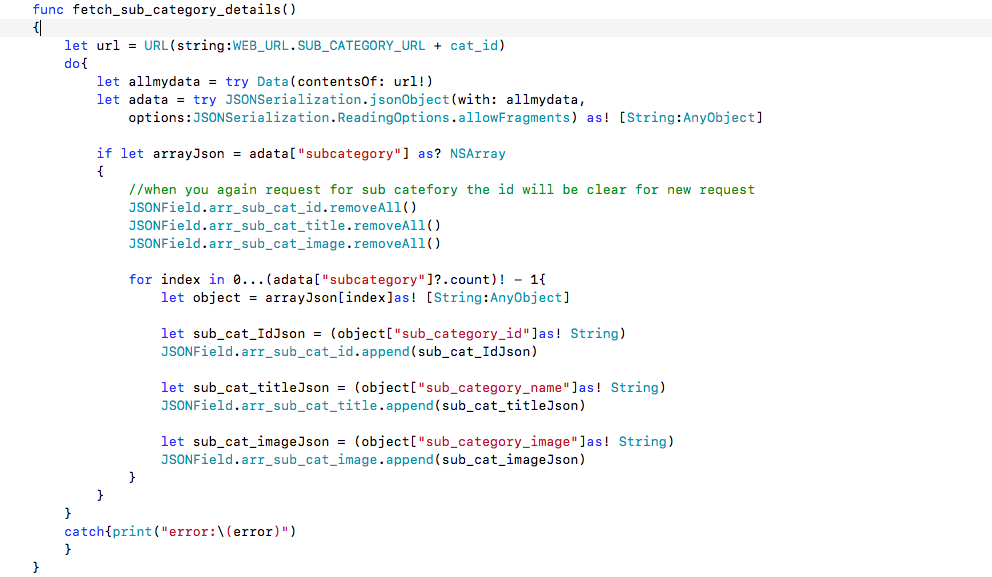 func fetch_sub_category_details()
{
    let url = URL(string:WEB_URL.SUB_CATEGORY_URL + cat_id)
    do{
        let allmydata = try Data(contentsOf: url!)
        let adata = try JSONSerialization.jsonObject(with: allmydata,
            options:JSONSerialization.ReadingOptions.allowFragments) as! [String:AnyObject]

        if let arrayJson = adata["subcategory"] as? NSArray
        {
            //when you again request for sub catefory the id will be clear for new request
            JSONField.arr_sub_cat_id.removeAll()
            JSONField.arr_sub_cat_title.removeAll()
            JSONField.arr_sub_cat_image.removeAll()

            for index in 0...(adata["subcategory"]?.count)! - 1{
                let object = arrayJson[index]as! [String:AnyObject]

                let sub_cat_IdJson = (object["sub_category_id"]as! String)
                JSONField.arr_sub_cat_id.append(sub_cat_IdJson)

                let sub_cat_titleJson = (object["sub_category_name"]as! String)
                JSONField.arr_sub_cat_title.append(sub_cat_titleJson)

                let sub_cat_imageJson = (object["sub_category_image"]as! String)
                JSONField.arr_sub_cat_image.append(sub_cat_imageJson)
            }
        }
    }
    catch{print("error:\(error)")
    }
}